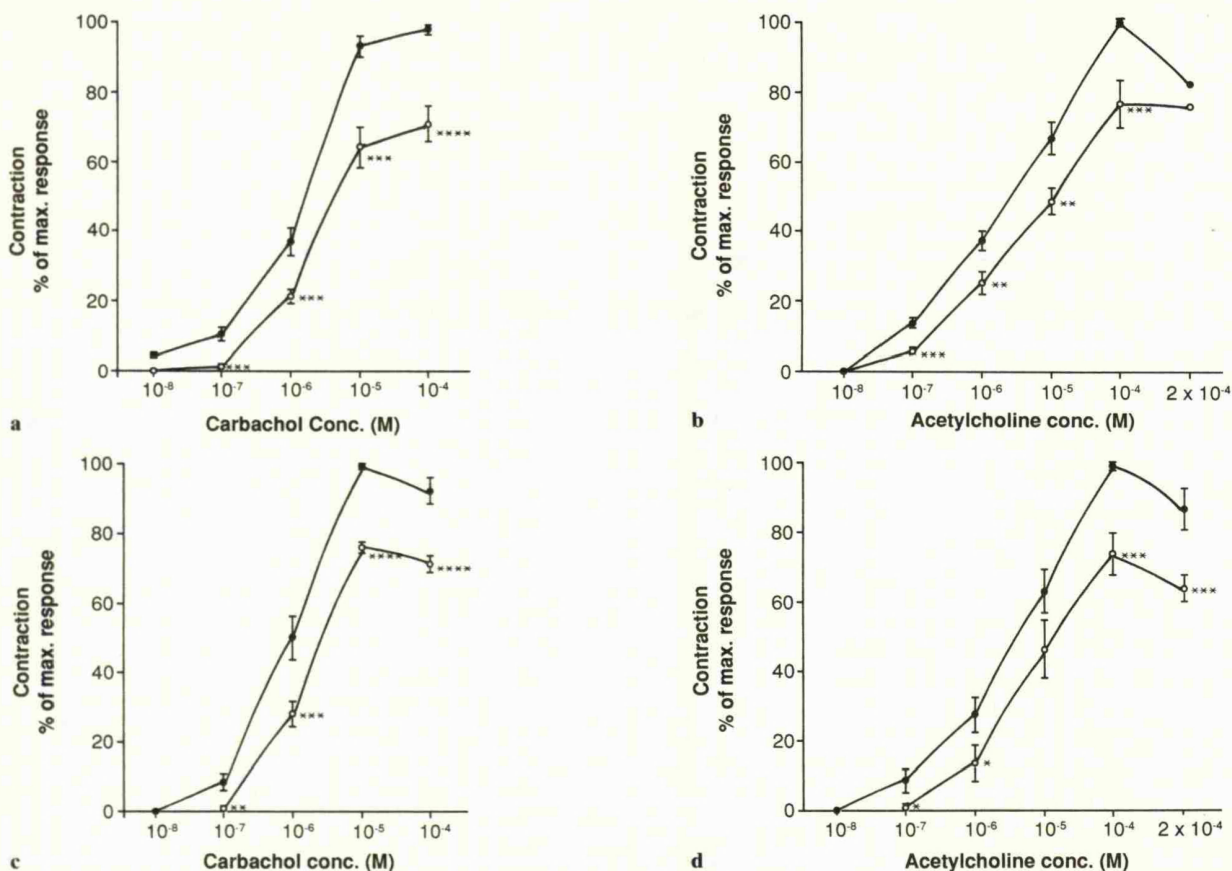 100
80
60
40
20
0
Contraction
% of max. response
10⁻⁸ 10⁻⁷ 10⁻⁶ 10⁻⁵ 10⁻⁴
*** *** *** ****
a Carbachol Conc. (M)
100
80
60
40
20
0
Contraction
% of max. response
10⁻⁸ 10⁻⁷ 10⁻⁶ 10⁻⁵ 10⁻⁴ 2 x 10⁻⁴
*** ** ** ***
b Acetylcholine conc. (M)
100
80
60
40
20
0
Contraction
% of max. response
10⁻⁸ 10⁻⁷ 10⁻⁶ 10⁻⁵ 10⁻⁴
** *** **** ****
c Carbachol conc. (M)
100
80
60
40
20
0
Contraction
% of max. response
10⁻⁸ 10⁻⁷ 10⁻⁶ 10⁻⁵ 10⁻⁴ 2 x 10⁻⁴
* * *** ***
d Acetylcholine conc. (M)